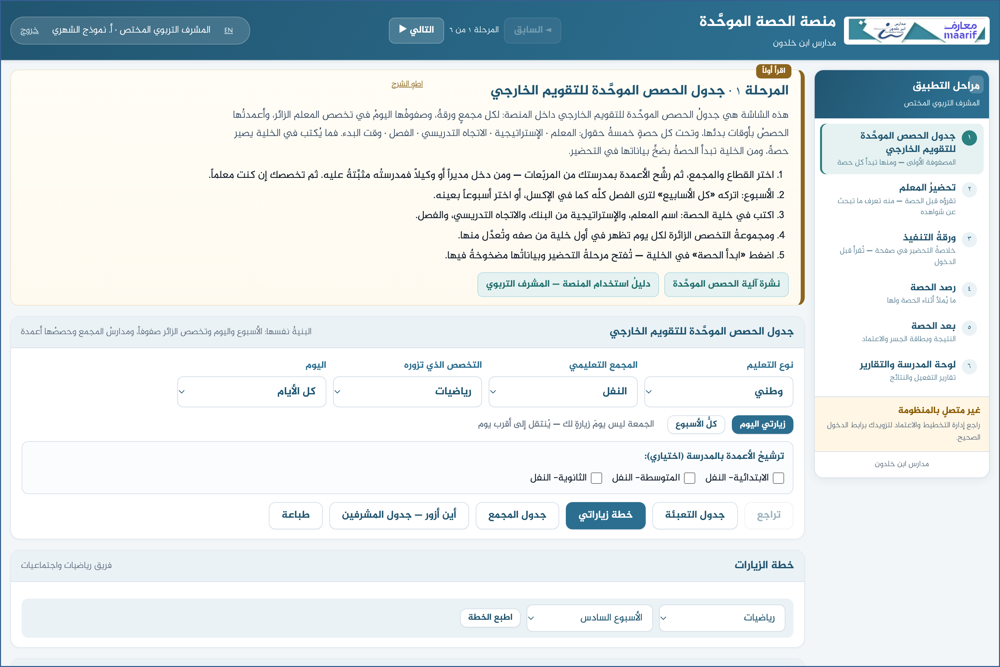 معارف
maarif
مدارس
ابن خلدون
Ibn Khaldun Schools
منصة الحصة الموحَّدة
مدارس ابن خلدون
◄ السابق
المرحلة ١ من ٦
التالي ▶
EN
المشرف التربوي المختص · أ. نموذج الشهري
خروج
مراحل التطبيق
المشرف التربوي المختص
١
جدول الحصص الموحَّدة
للتقويم الخارجي
المصفوفة الأولى — ومنها تبدأ كل حصة
٢
تحضيرُ المعلم
تقرؤه قبل الحصة — منه تعرف ما تبحث
عن شواهده
٣
ورقةُ التنفيذ
خلاصةُ التحضير في صفحة — تُقرأ قبل
الدخول
٤
رصد الحصة
ما يُملأ أثناء الحصة ولها
٥
بعد الحصة
النتيجة وبطاقة الجسر والاعتماد
٦
لوحة المدرسة والتقارير
تقارير التفعيل والنتائج
غير متصلٍ بالمنظومة
راجع إدارة التخطيط والاعتماد لتزويدك برابط الدخول
الصحيح.
مدارس ابن خلدون
اقرأ أولاً
المرحلة ١ · جدول الحصص الموحَّدة للتقويم الخارجي
اطوِ الشرح
هذه الشاشة هي جدولُ الحصص الموحَّدة للتقويم الخارجي داخل المنصة: لكل مجمعٍ ورقةٌ، وصفوفُها اليومُ في تخصص المعلم الزائر، وأعمدتُها
الحصصُ بأوقات بدئها، وتحت كل حصةٍ خمسةُ حقول: المعلم · الإستراتيجية · الاتجاه التدريسي · الفصل · وقت البدء. فما يُكتب في الخلية يصير
حصةً، ومن الخلية تبدأ الحصةُ بضخِّ بياناتها في التحضير.
1. اختر القطاع والمجمع، ثم رشِّح الأعمدة بمدرستك من المربّعات — ومن دخل مديراً أو وكيلاً فمدرستُه مثبَّتةٌ عليه. ثم تخصصك إن كنت معلماً.
2. الأسبوع: اتركه «كل الأسابيع» لترى الفصل كلَّه كما في الإكسل، أو اختر أسبوعاً بعينه.
3. اكتب في خلية الحصة: اسم المعلم، والإستراتيجية من البنك، والاتجاه التدريسي، والفصل.
4. ومجموعةُ التخصص الزائرة لكل يوم تظهر في أول خلية من صفه وتُعدَّل منها.
5. اضغط «ابدأ الحصة» في الخلية — تُفتح مرحلةُ التحضير وبياناتُها مضخوخةٌ فيها.
نشرة آلية الحصص الموحَّدة
دليلُ استخدام المنصة — المشرف التربوي
جدول الحصص الموحَّدة للتقويم الخارجي
البنيةُ نفسها: الأسبوع واليوم وتخصص الزائر صفوفاً، ومدارسُ المجمع وحصصُها أعمدة
نوع التعليم
المجمع التعليمي
التخصص الذي تزوره
اليوم
وطني
النفل
رياضيات
كل الأيام
زيارتي اليوم
كلُّ الأسبوع
الجمعة ليس يومَ زيارةٍ لك — يُنتقل إلى أقرب يوم
ترشيحُ الأعمدة بالمدرسة (اختياري):
الابتدائية- النفل
المتوسطة- النفل
الثانوية- النفل
تراجع
جدول التعبئة
خطة زياراتي
جدول المجمع
أين أزور — جدول المشرفين
طباعة
خطة الزيارات
فريق رياضيات واجتماعيات
رياضيات
الأسبوع السادس
اطبع الخطة